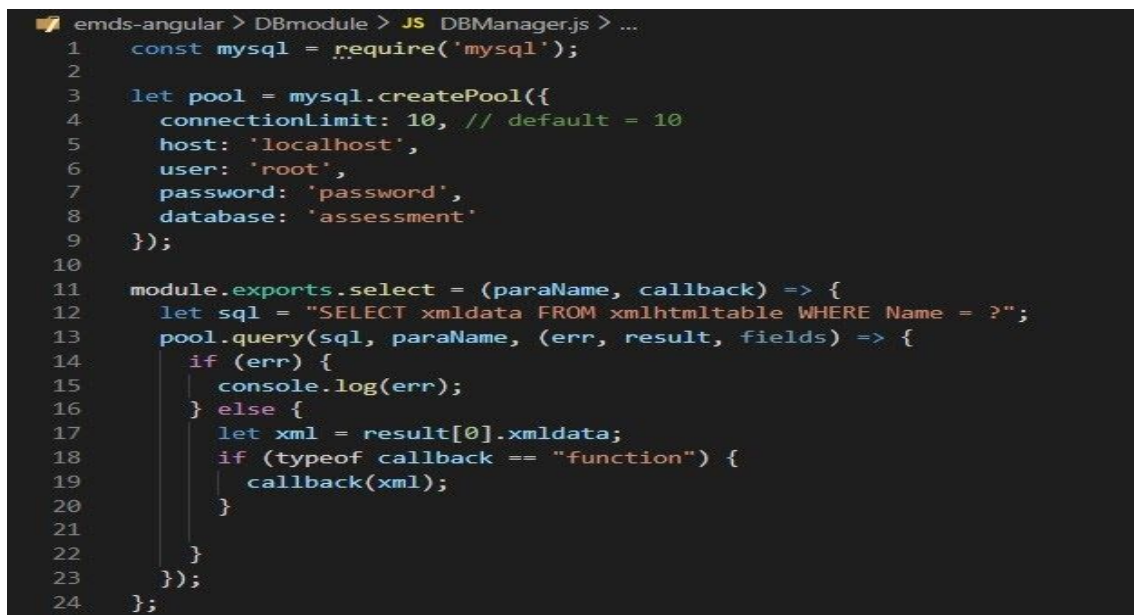 emds-angular > DBmodule > JS DBManager.js > ...
1 const mysql = require('mysql');
2
3 let pool = mysql.createPool({
4 connectionLimit: 10, // default = 10
5 host: 'localhost',
6 user: 'root',
7 password: 'password',
8 database: 'assessment'
9 });
10
11 module.exports.select = (paraName, callback) => {
12 let sql = "SELECT xmldata FROM xmlhtmltable WHERE Name = ?";
13 pool.query(sql, paraName, (err, result, fields) => {
14 if (err) {
15 console.log(err);
16 } else {
17 let xml = result[0].xmldata;
18 if (typeof callback == "function") {
19 callback(xml);
20 }
21
22 }
23 });
24 };